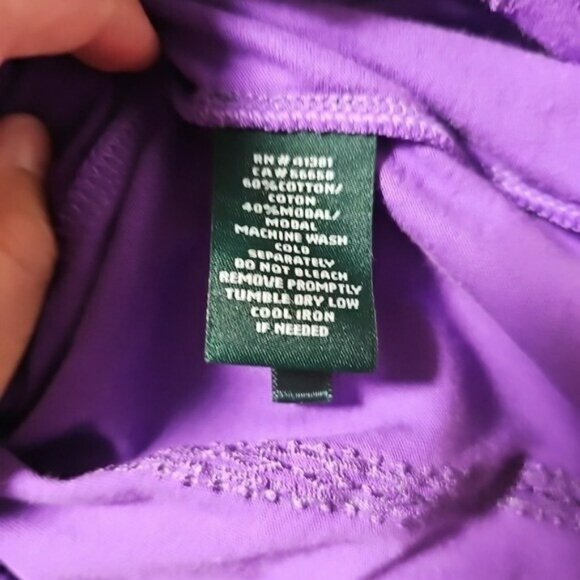 RN # 41381
CA # 56650
60% COTTON/
COTON
40% MODAL/
MODAL
MACHINE WASH
COLD
SEPARATELY
DO NOT BLEACH
REMOVE PROMPTLY
TUMBLE DRY LOW
COOL IRON
IF NEEDED